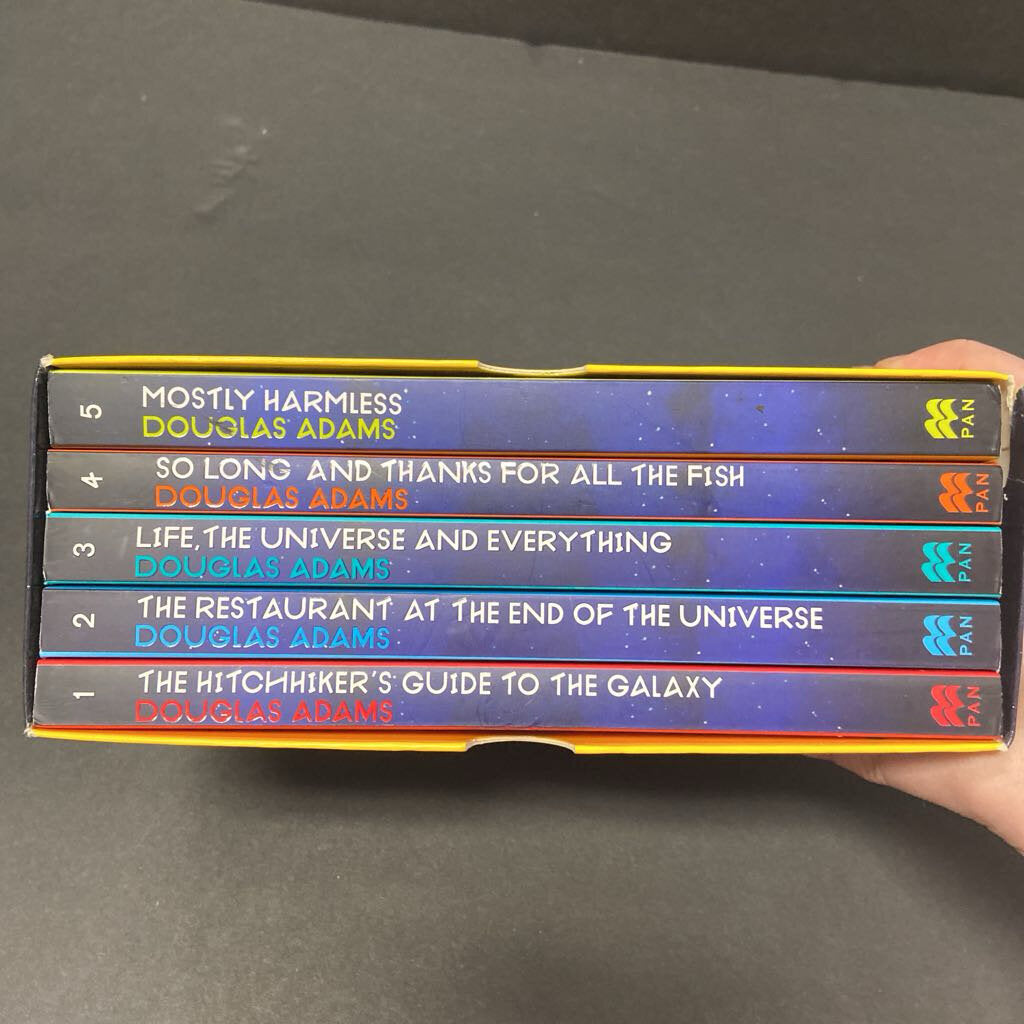 5
MOSTLY HARMLESS
DOUGLAS ADAMS
PAN
4
SO LONG AND THANKS FOR ALL THE FISH
DOUGLAS ADAMS
PAN
3
LIFE, THE UNIVERSE AND EVERYTHING
DOUGLAS ADAMS
PAN
2
THE RESTAURANT AT THE END OF THE UNIVERSE
DOUGLAS ADAMS
PAN
1
THE HITCHHIKER'S GUIDE TO THE GALAXY
DOUGLAS ADAMS
PAN